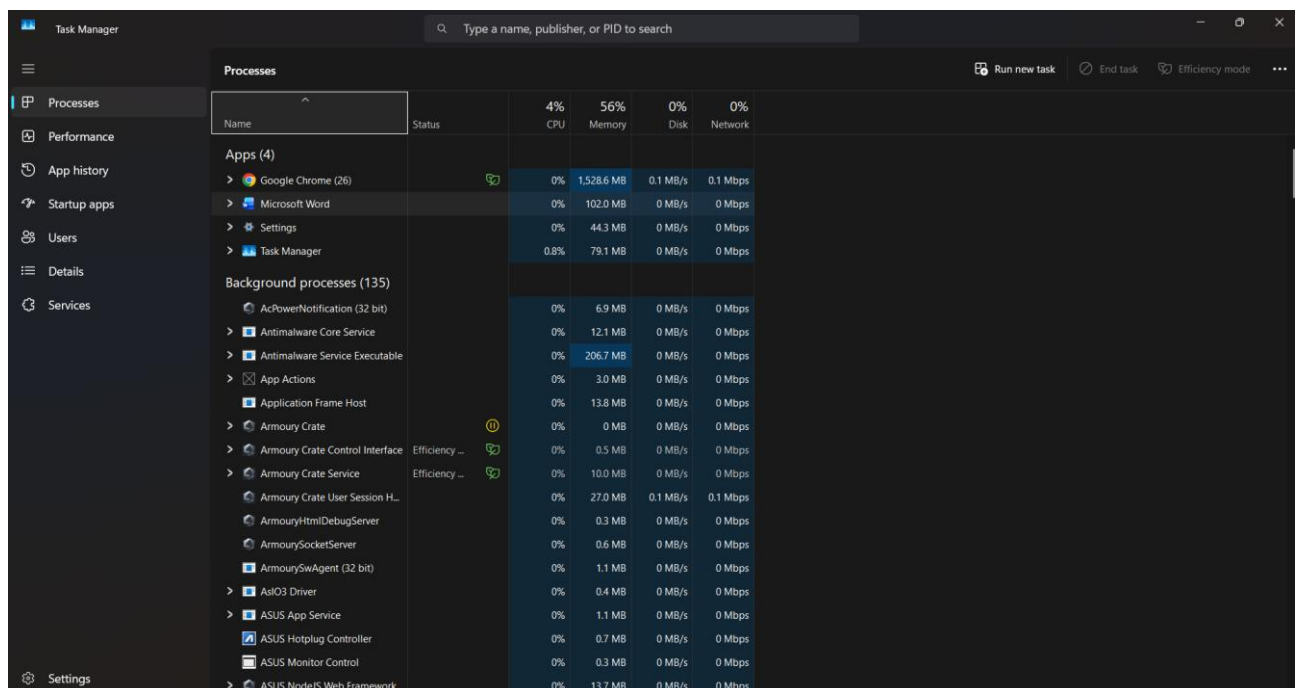 Task Manager
Type a name, publisher, or PID to search
Processes
Run new task
End task
Efficiency mode
Processes
Performance
App history
Startup apps
Users
Details
Services
Settings
4% 56% 0% 0%
Name Status CPU Memory Disk Network
Apps (4)
Google Chrome (26) 0% 1,528.6 MB 0.1 MB/s 0.1 Mbps
Microsoft Word 0% 102.0 MB 0 MB/s 0 Mbps
Settings 0% 44.3 MB 0 MB/s 0 Mbps
Task Manager 0.8% 79.1 MB 0 MB/s 0 Mbps
Background processes (135)
AcPowerNotification (32 bit) 0% 6.9 MB 0 MB/s 0 Mbps
Antimalware Core Service 0% 12.1 MB 0 MB/s 0 Mbps
Antimalware Service Executable 0% 206.7 MB 0 MB/s 0 Mbps
App Actions 0% 3.0 MB 0 MB/s 0 Mbps
Application Frame Host 0% 13.8 MB 0 MB/s 0 Mbps
Armoury Crate 0% 0 MB 0 MB/s 0 Mbps
Armoury Crate Control Interface Efficiency ... 0% 0.5 MB 0 MB/s 0 Mbps
Armoury Crate Service Efficiency ... 0% 10.0 MB 0 MB/s 0 Mbps
Armoury Crate User Session H... 0% 27.0 MB 0.1 MB/s 0.1 Mbps
ArmouryHtmlDebugServer 0% 0.3 MB 0 MB/s 0 Mbps
ArmourySocketServer 0% 0.6 MB 0 MB/s 0 Mbps
ArmourySwAgent (32 bit) 0% 1.1 MB 0 MB/s 0 Mbps
AsIO3 Driver 0% 0.4 MB 0 MB/s 0 Mbps
ASUS App Service 0% 1.1 MB 0 MB/s 0 Mbps
ASUS Hotplug Controller 0% 0.7 MB 0 MB/s 0 Mbps
ASUS Monitor Control 0% 0.3 MB 0 MB/s 0 Mbps
ASUS NodeJS Web Framework 0% 13.7 MB 0 MB/s 0 Mbps